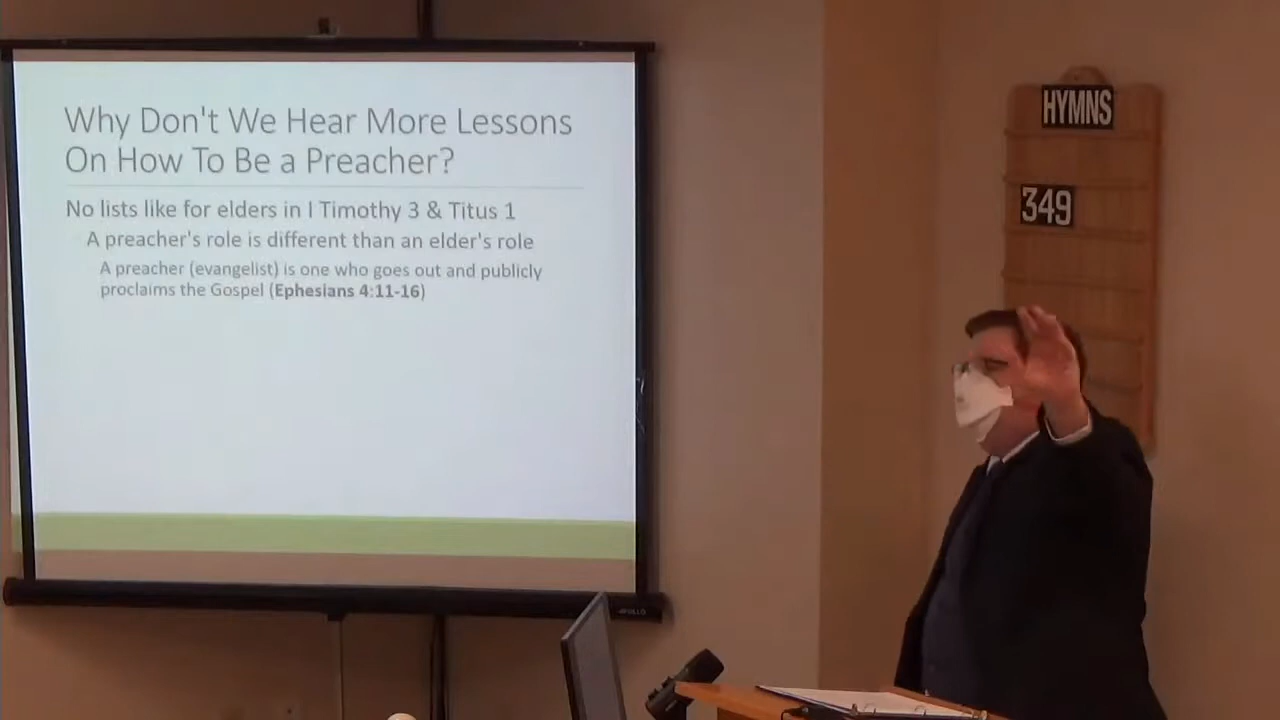 Why Don't We Hear More Lessons
On How To Be a Preacher?
No lists like for elders in I Timothy 3 & Titus 1
A preacher's role is different than an elder's role
A preacher (evangelist) is one who goes out and publicly
proclaims the Gospel (Ephesians 4:11-16)
APOLLO
HYMNS
349